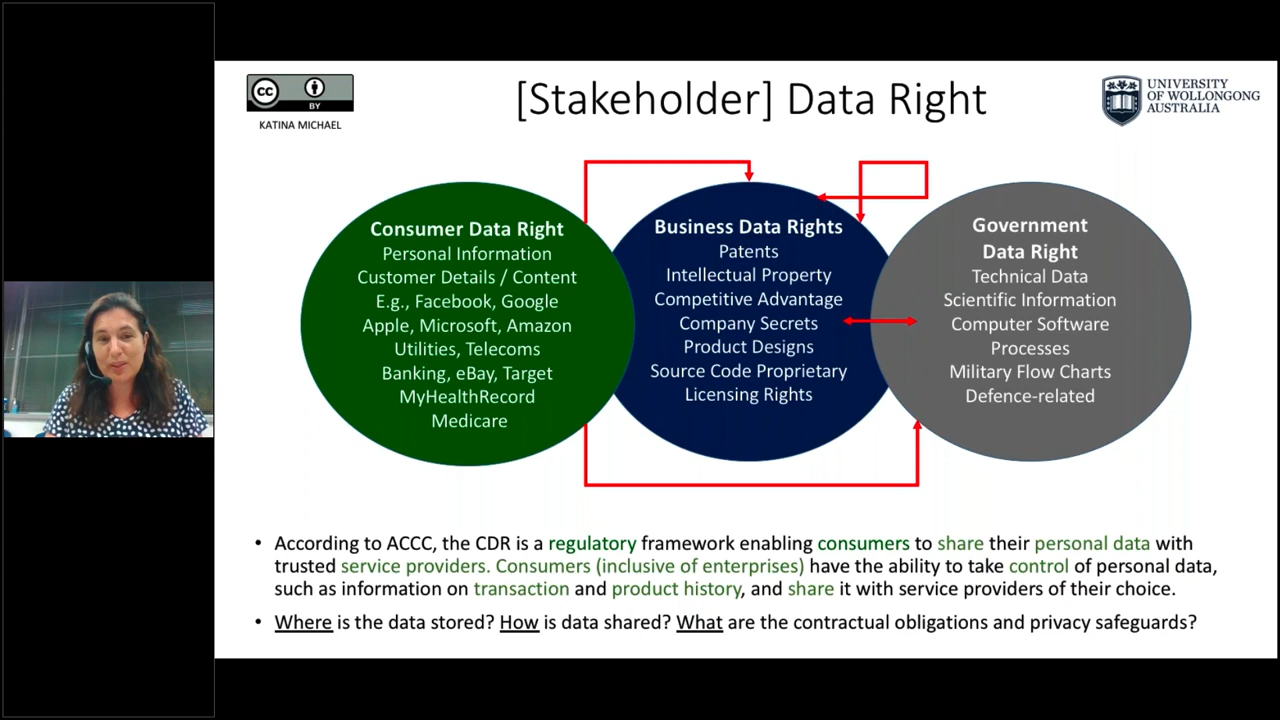 cc
BY
KATINA MICHAEL
[Stakeholder] Data Right
UNIVERSITY
OF WOLLONGONG
AUSTRALIA
Consumer Data Right
Personal Information
Customer Details / Content
E.g., Facebook, Google
Apple, Microsoft, Amazon
Utilities, Telecoms
Banking, eBay, Target
MyHealthRecord
Medicare
Business Data Rights
Patents
Intellectual Property
Competitive Advantage
Company Secrets
Product Designs
Source Code Proprietary
Licensing Rights
Government
Data Right
Technical Data
Scientific Information
Computer Software
Processes
Military Flow Charts
Defence-related
• According to ACCC, the CDR is a regulatory framework enabling consumers to share their personal data with
trusted service providers. Consumers (inclusive of enterprises) have the ability to take control of personal data,
such as information on transaction and product history, and share it with service providers of their choice.
• Where is the data stored? How is data shared? What are the contractual obligations and privacy safeguards?